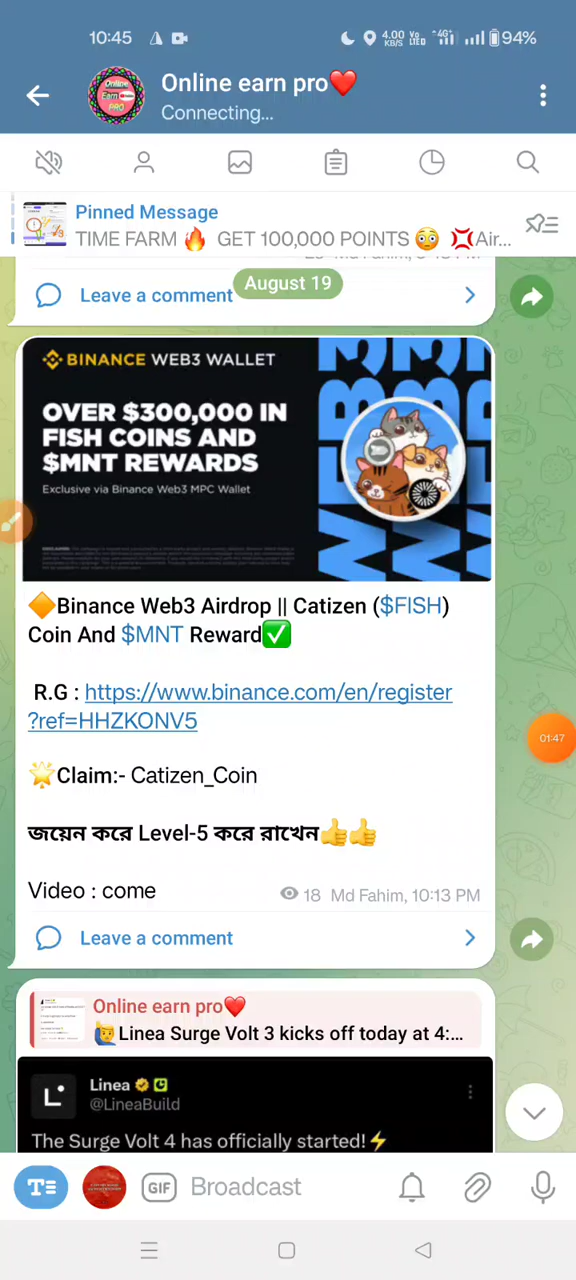 10:45
4.00 KB/S
4G
94%
Online earn pro❤️
Connecting...
Pinned Message
TIME FARM 🔥 GET 100,000 POINTS 😳 💢Air...
August 19
Leave a comment
BINANCE WEB3 WALLET
OVER $300,000 IN
FISH COINS AND
$MNT REWARDS
Exclusive via Binance Web3 MPC Wallet
WEB3
🔶Binance Web3 Airdrop || Catizen ($FISH)
Coin And $MNT Reward✅
R.G : https://www.binance.com/en/register
?ref=HHZKONV5
🌟Claim:- Catizen_Coin
জয়েন করে Level-5 করে রাখেন👍👍
Video : come
18 Md Fahim, 10:13 PM
01:47
Leave a comment
Online earn pro❤️
🙋‍♂️Linea Surge Volt 3 kicks off today at 4:...
Linea
@LineaBuild
The Surge Volt 4 has officially started!⚡
T
GIF
Broadcast